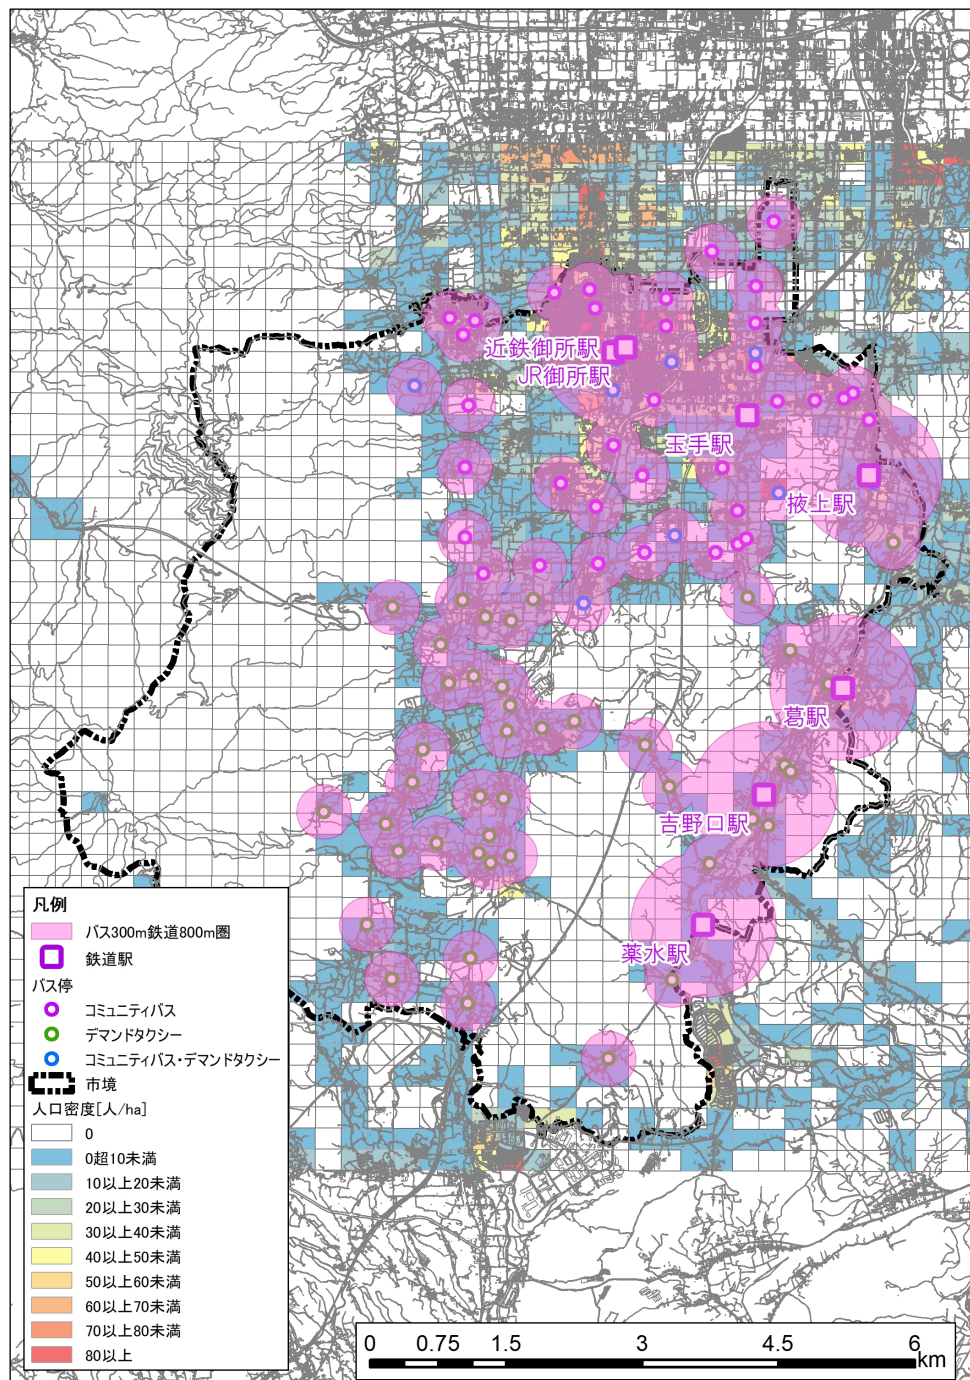 近鉄御所駅
JR御所駅
玉手駅
掖上駅
葛駅
吉野口駅
薬水駅
凡例
バス300m鉄道800m圏
鉄道駅
バス停
コミュニティバス
デマンドタクシー
コミュニティバス・デマンドタクシー
市境
人口密度[人/ha]
0
0超10未満
10以上20未満
20以上30未満
30以上40未満
40以上50未満
50以上60未満
60以上70未満
70以上80未満
80以上
0 0.75 1.5 3 4.5 6
km